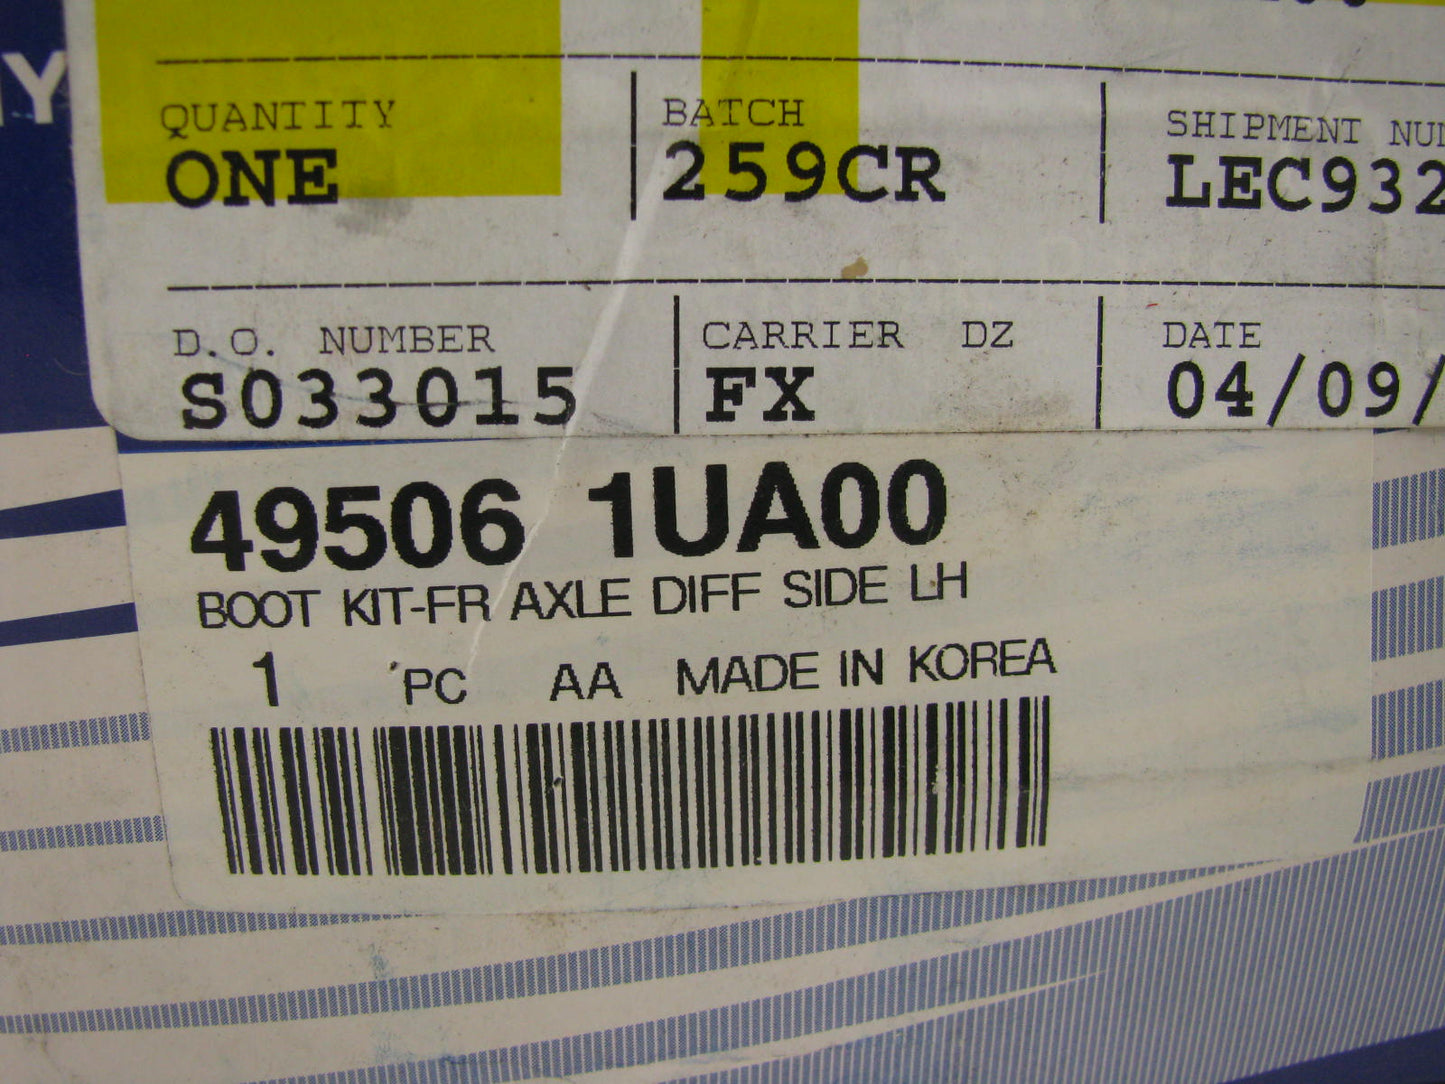 QUANTITY BATCH SHIPMENT
ONE 259CR LEC932
D.O. NUMBER CARRIER DZ DATE
S033015 FX 04/09/
49506 1UA00
BOOT KIT-FR AXLE DIFF SIDE LH
1 PC AA MADE IN KOREA